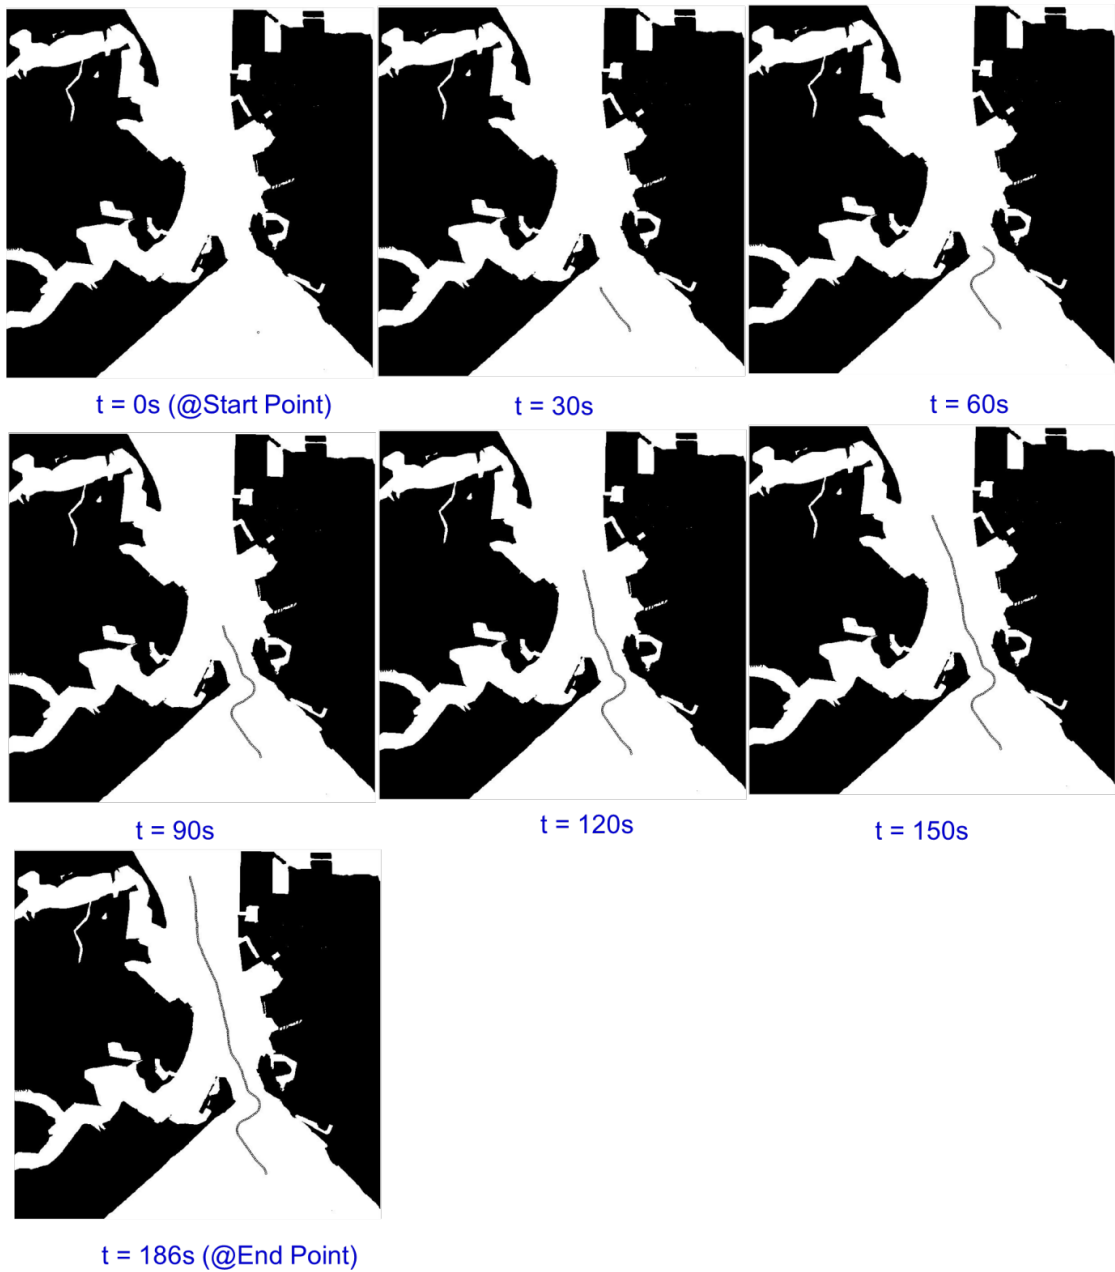 t = 0s (@Start Point)
t = 30s
t = 60s
t = 90s
t = 120s
t = 150s
t = 186s (@End Point)